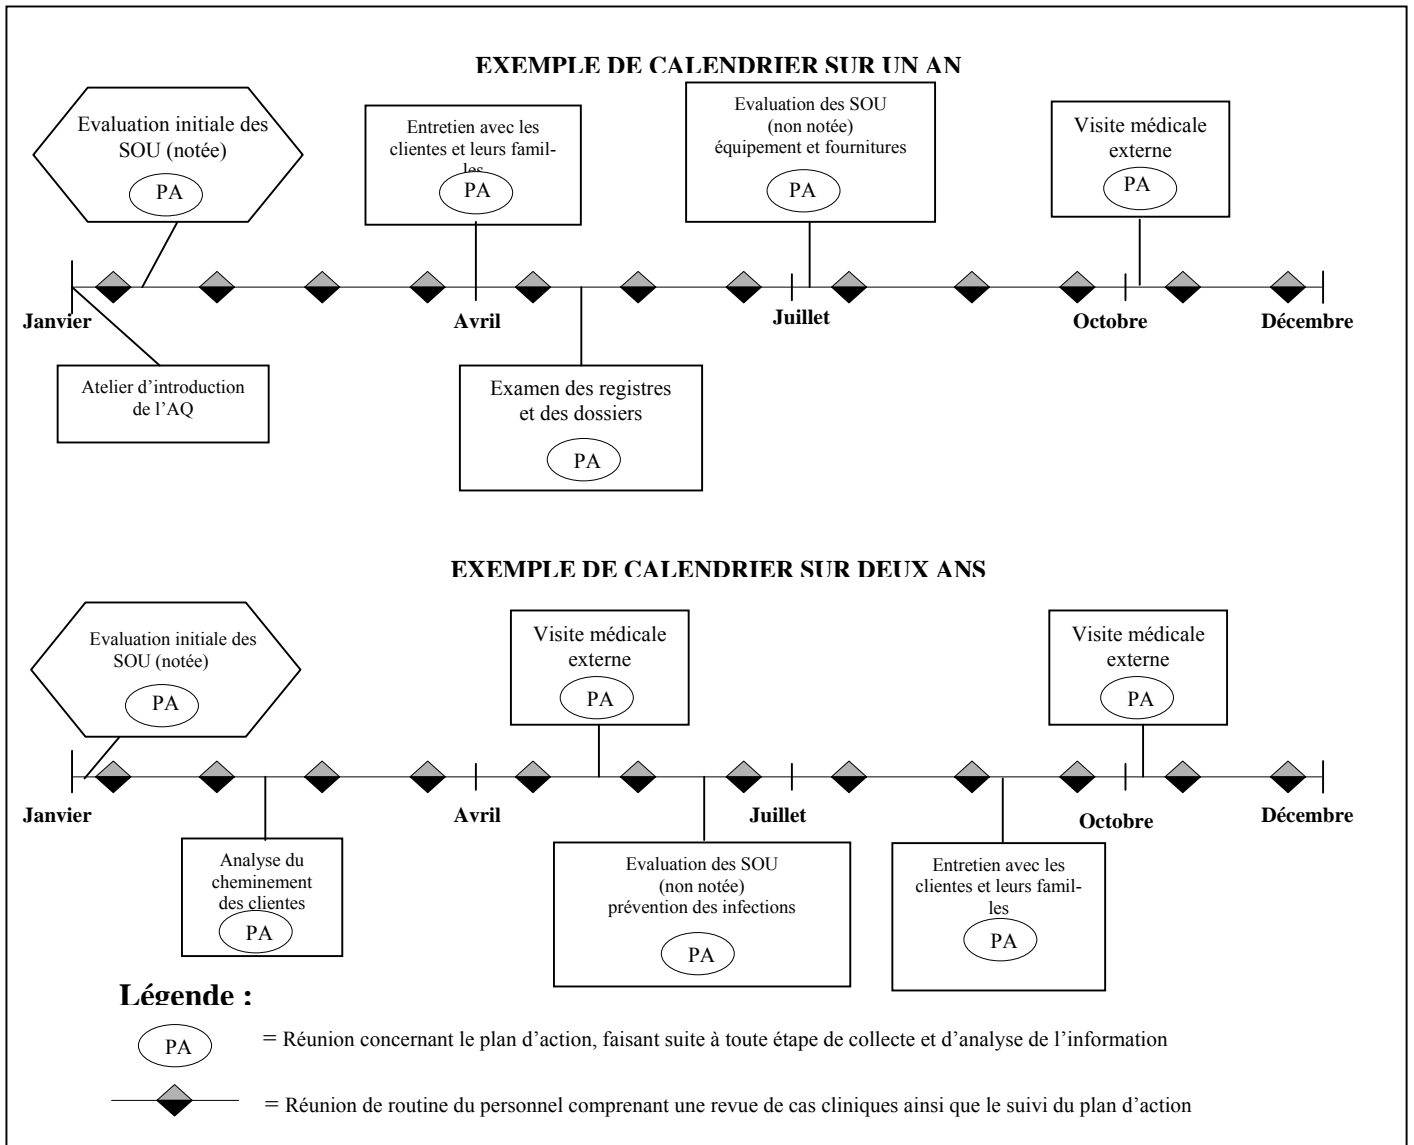 EXEMPLE DE CALENDRIER SUR UN AN
Evaluation initiale des
SOU (notée)
PA
Entretien avec les
clientes et leurs famil-
les
PA
Evaluation des SOU
(non notée)
équipement et fournitures
PA
Visite médicale
externe
PA
Janvier
Avril
Juillet
Octobre
Décembre
Atelier d’introduction
de l’AQ
Examen des registres
et des dossiers
PA
EXEMPLE DE CALENDRIER SUR DEUX ANS
Evaluation initiale des
SOU (notée)
PA
Visite médicale
externe
PA
Visite médicale
externe
PA
Janvier
Avril
Juillet
Octobre
Décembre
Analyse du
cheminement
des clientes
PA
Evaluation des SOU
(non notée)
prévention des infections
PA
Entretien avec les
clientes et leurs famil-
les
PA
Légende :
PA = Réunion concernant le plan d’action, faisant suite à toute étape de collecte et d’analyse de l’information
= Réunion de routine du personnel comprenant une revue de cas cliniques ainsi que le suivi du plan d’action